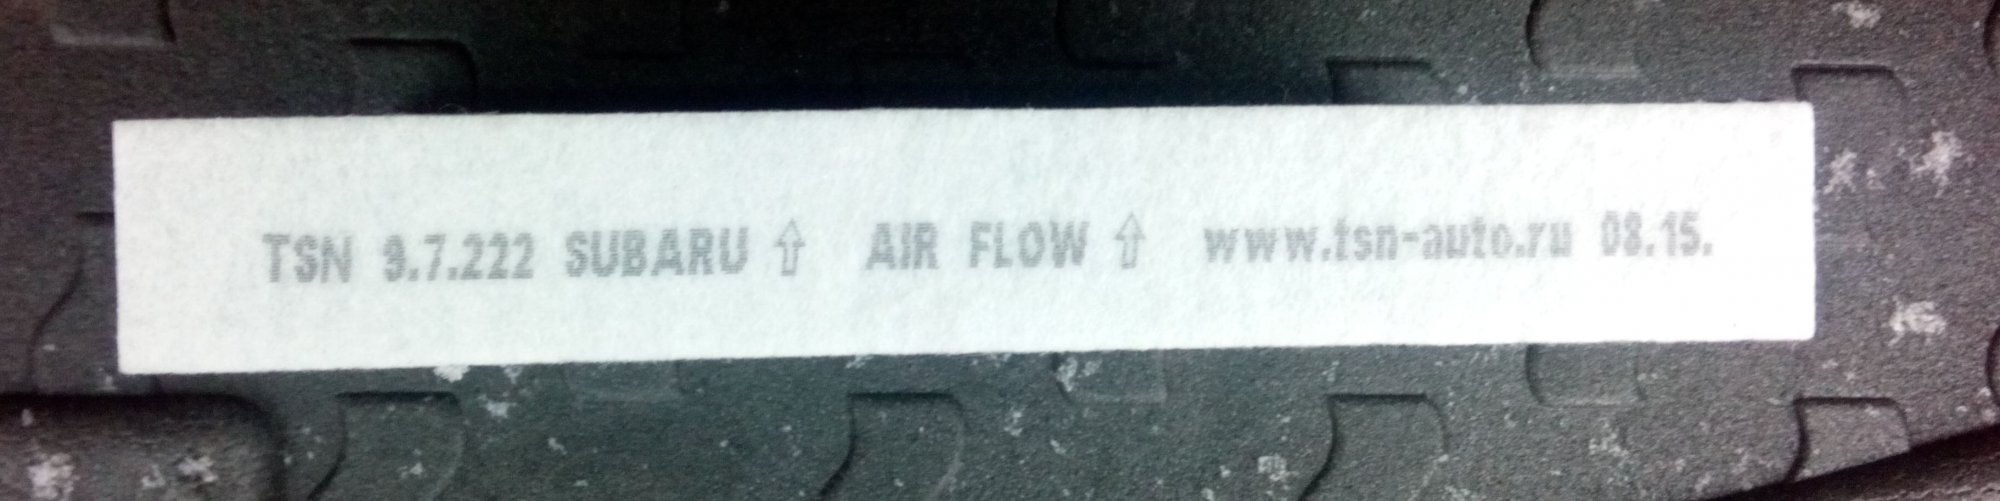 TSN 9.7.222 SUBARU ⇧ AIR FLOW ⇧ www.tsn-auto.ru 08.15.